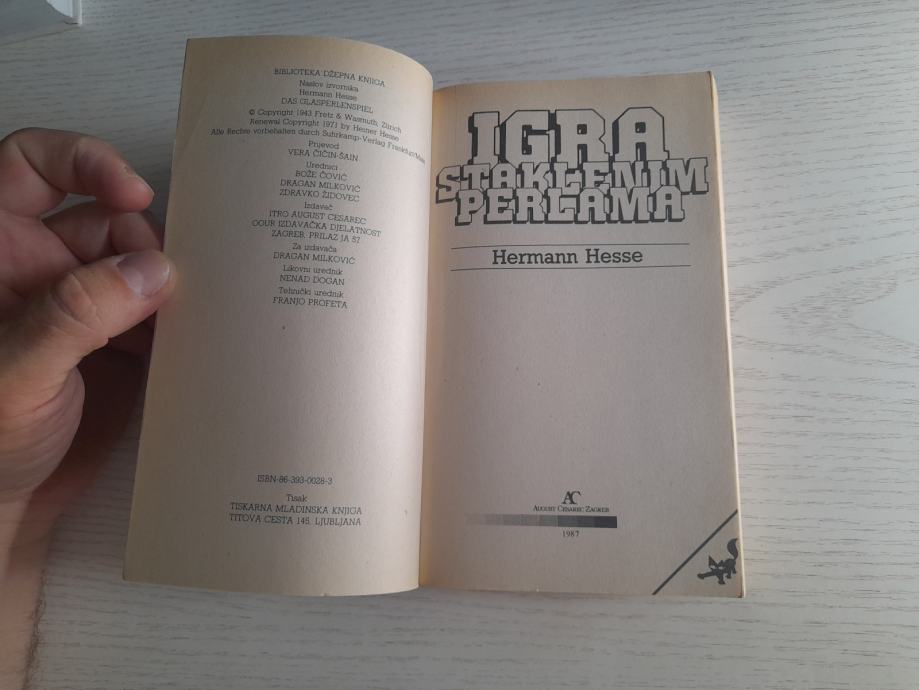 BIBLIOTEKA DŽEPNA KNJIGA
Naslov izvornika
Hermann Hesse
DAS GLASPERLENSPIEL
© Copyright 1943 Fretz & Wasmuth, Zürich
Renewal Copyright 1971 by Heiner Hesse
Alle Rechte vorbehalten durch Suhrkamp-Verlag Frankfurt/Main
Prijevod
VERA ČIČIN-ŠAIN
Urednici
BOŽE ČOVIĆ
DRAGAN MILKOVIĆ
ZDRAVKO ŽIDOVEC
Izdavač
ITRO AUGUST CESAREC
OOUR IZDAVAČKA DJELATNOST
ZAGREB, PRILAZ JA 57
Za izdavača
DRAGAN MILKOVIĆ
Likovni urednik
NENAD DOGAN
Tehnički urednik
FRANJO PROFETA
ISBN-86-393-0028-3
Tisak
TISKARNA MLADINSKA KNJIGA
TITOVA CESTA 145, LJUBLJANA
IGRA
STAKLENIM
PERLAMA
Hermann Hesse
AC
AUGUST CESAREC ZAGREB
1987